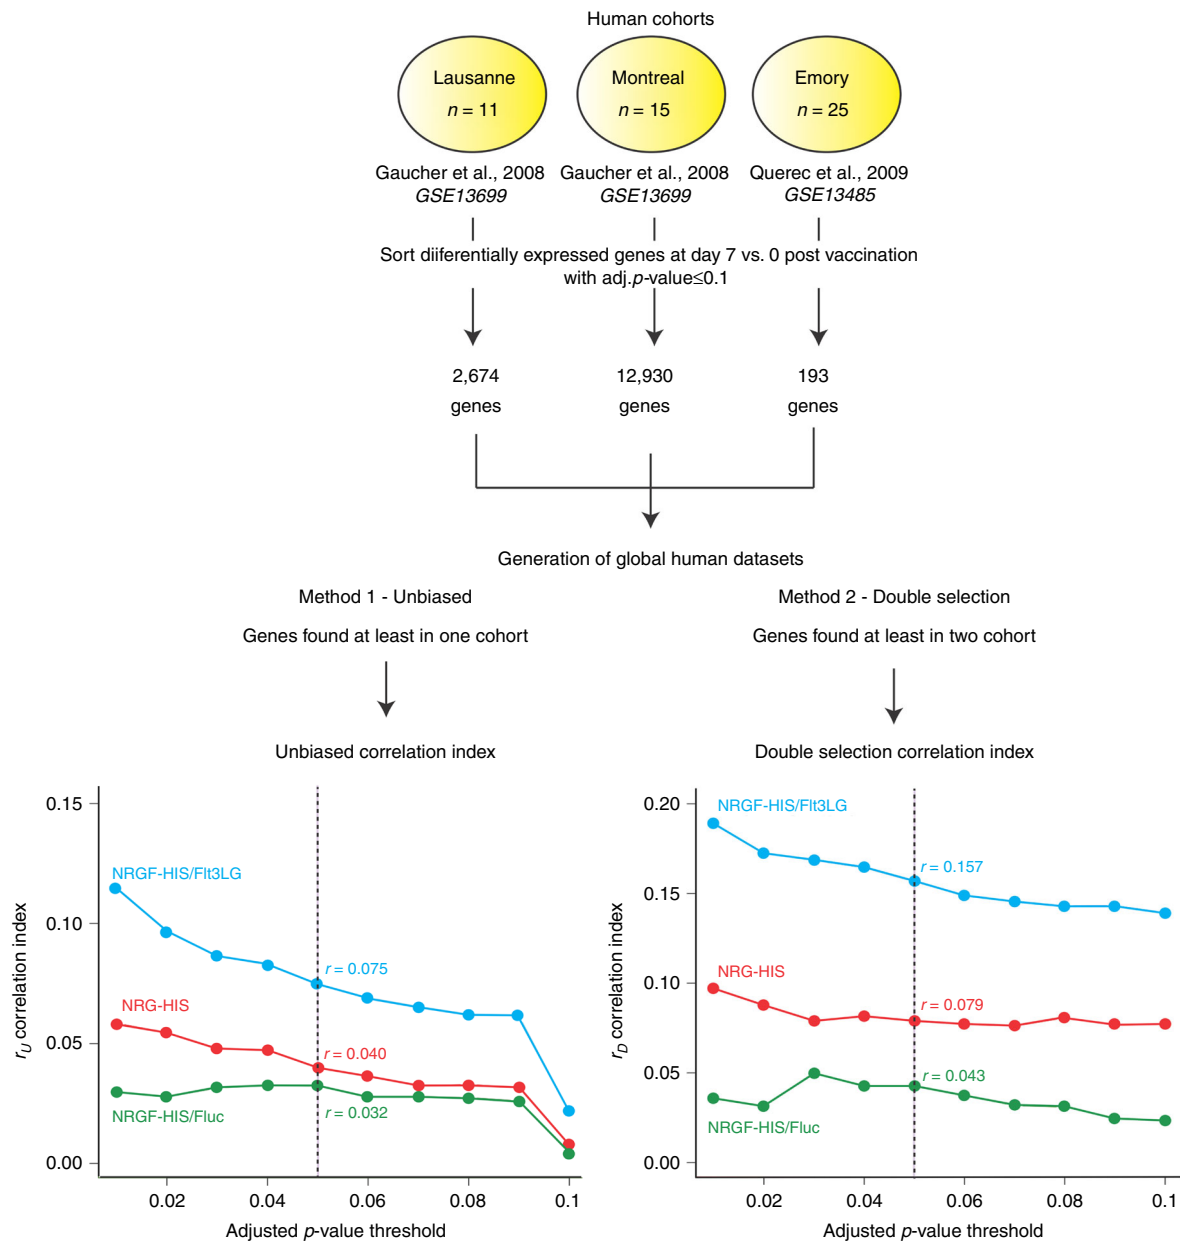 Human cohorts
Lausanne
n = 11
Montreal
n = 15
Emory
n = 25
Gaucher et al., 2008
GSE13699
Gaucher et al., 2008
GSE13699
Querec et al., 2009
GSE13485
Sort diifferentially expressed genes at day 7 vs. 0 post vaccination
with adj.p-value≤0.1
2,674
genes
12,930
genes
193
genes
Generation of global human datasets
Method 1 - Unbiased
Genes found at least in one cohort
Unbiased correlation index
0.15
0.10
0.05
0.00
rU correlation index
NRGF-HIS/Flt3LG
r = 0.075
NRG-HIS
r = 0.040
NRGF-HIS/Fluc
r = 0.032
0.02
0.04
0.06
0.08
0.1
Adjusted p-value threshold
Method 2 - Double selection
Genes found at least in two cohort
Double selection correlation index
0.20
0.15
0.10
0.05
0.00
rD correlation index
NRGF-HIS/Flt3LG
r = 0.157
NRG-HIS
r = 0.079
r = 0.043
NRGF-HIS/Fluc
0.02
0.04
0.06
0.08
0.1
Adjusted p-value threshold